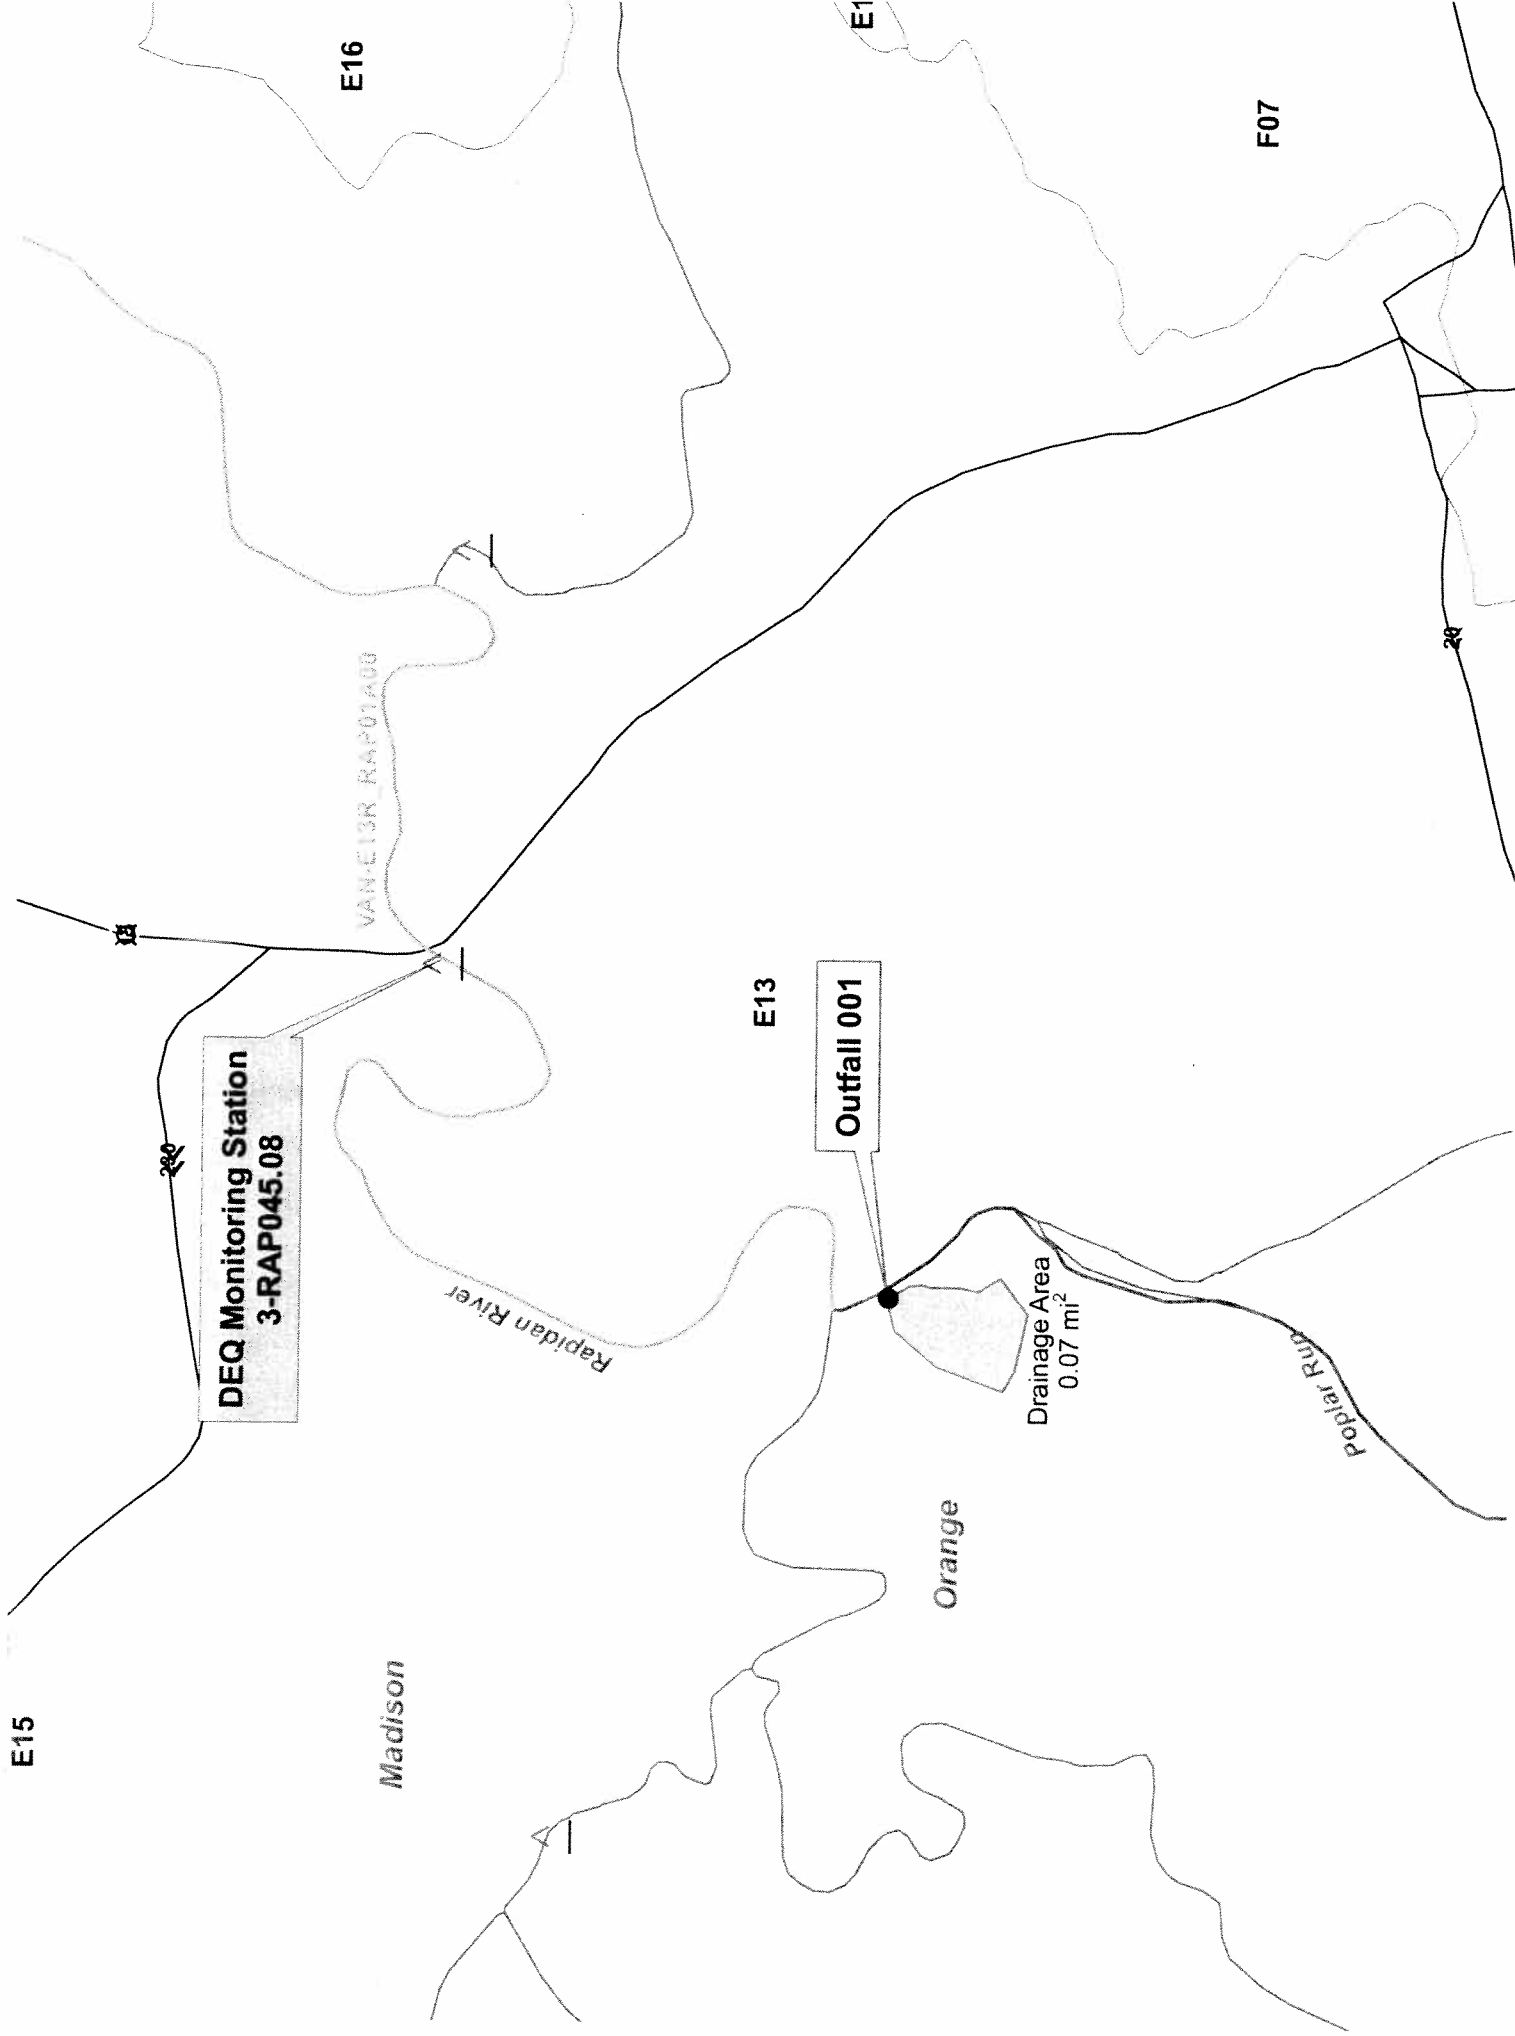 E15
E16
E1
F07
DEQ Monitoring Station
3-RAP045.08
VAN-E13R_RAP01A00
Rapidan River
Madison
E13
Outfall 001
Orange
Drainage Area
0.07 mi²
Poplar Run
20